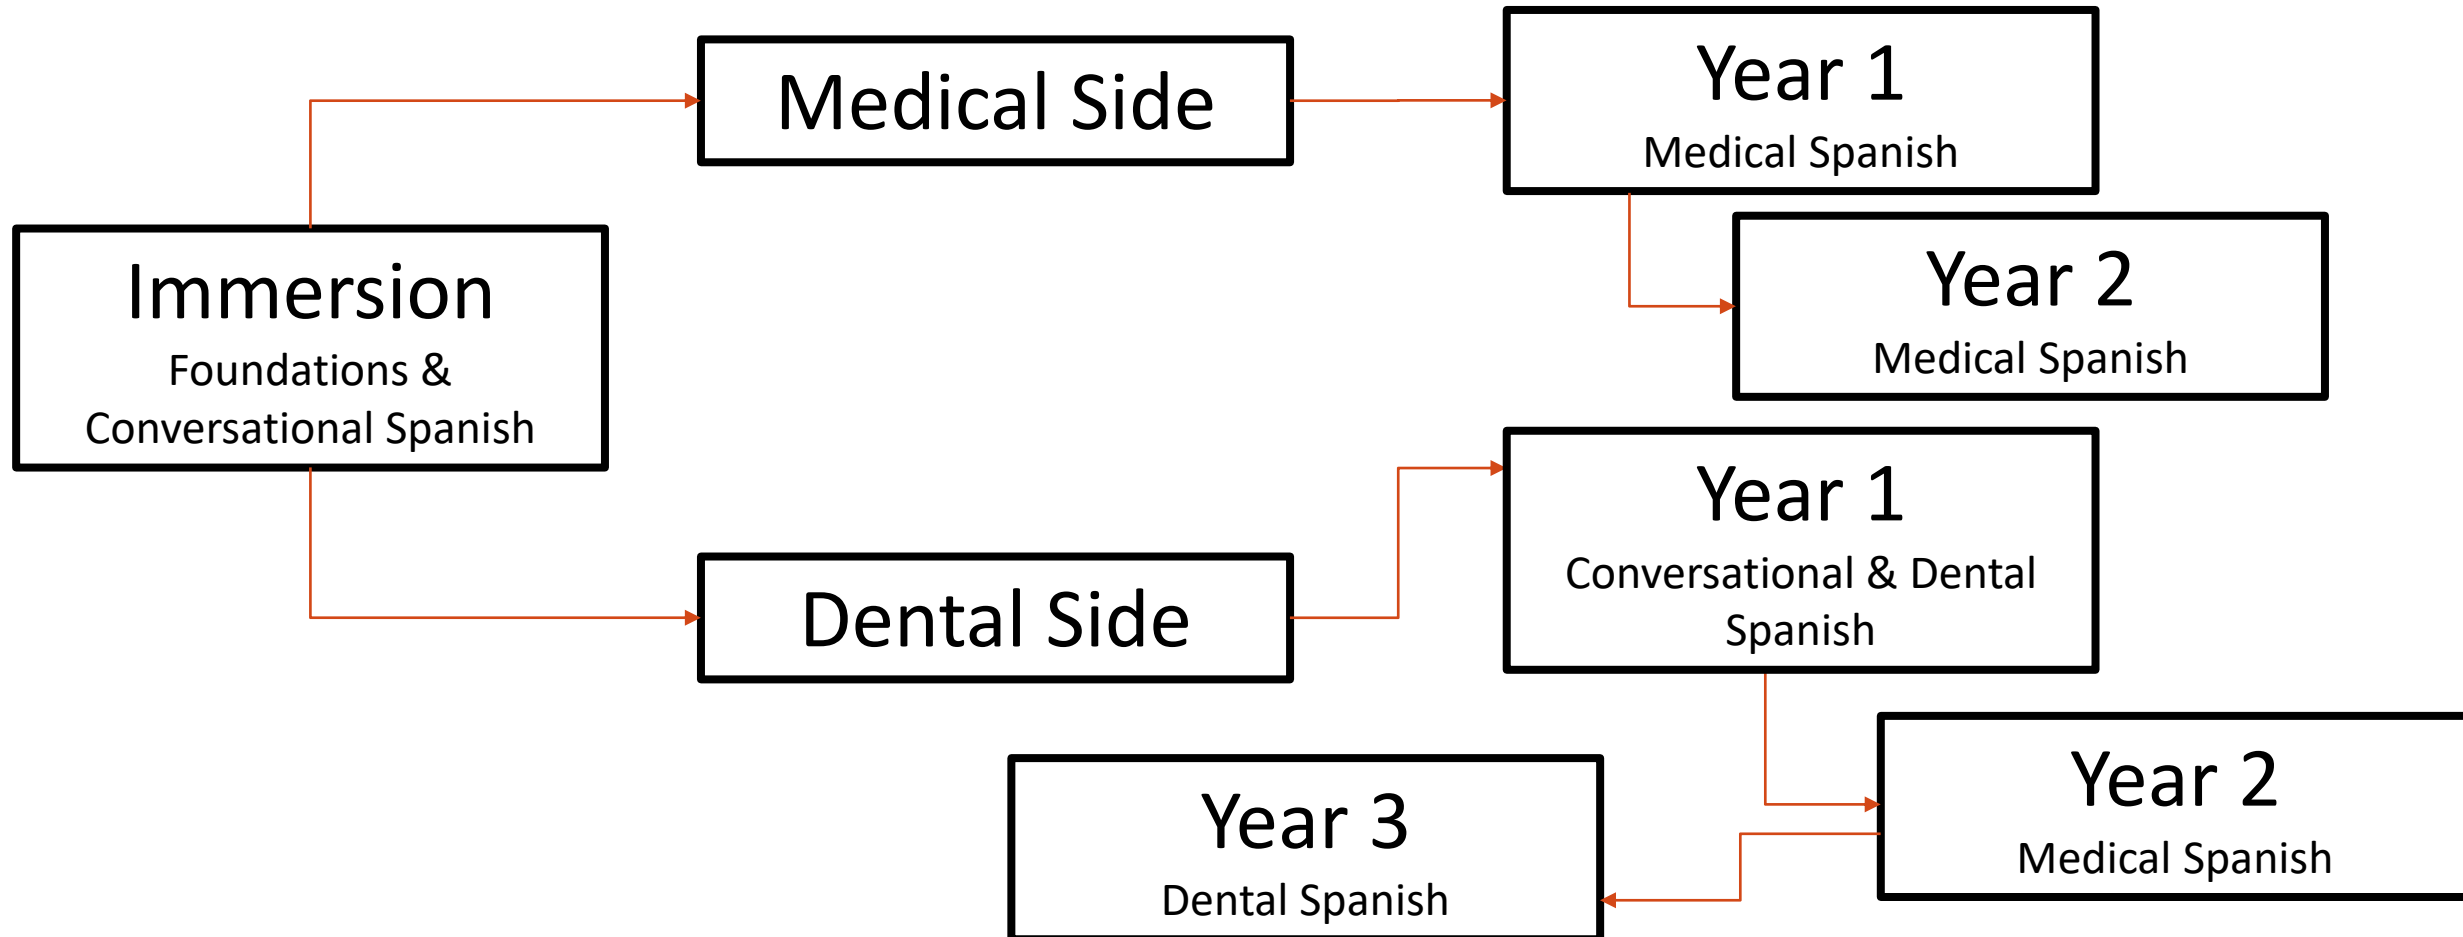 Immersion
Foundations &
Conversational Spanish
Medical Side
Year 1
Medical Spanish
Year 2
Medical Spanish
Dental Side
Year 1
Conversational & Dental
Spanish
Year 2
Medical Spanish
Year 3
Dental Spanish